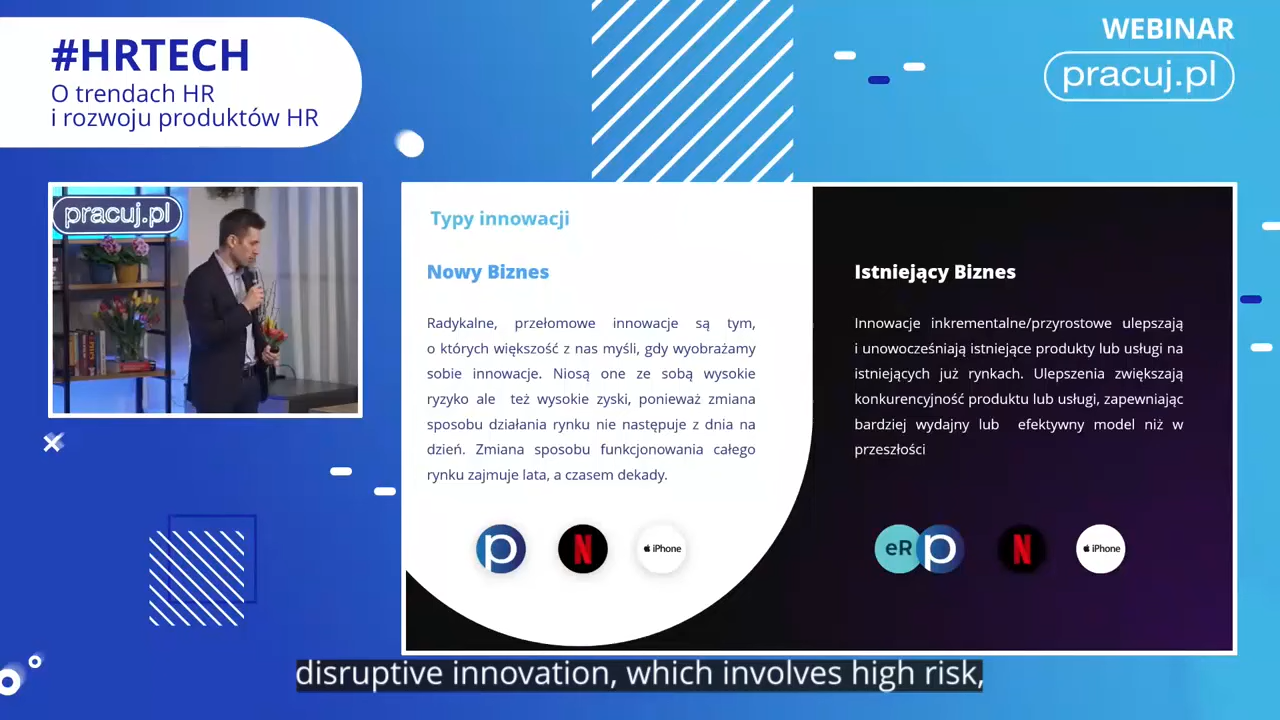 #HRTECH
O trendach HR
i rozwoju produktów HR
WEBINAR
pracuj.pl
pracuj.pl
Typy innowacji
Nowy Biznes
Radykalne, przełomowe innowacje są tym,
o których większość z nas myśli, gdy wyobrażamy
sobie innowacje. Niosą one ze sobą wysokie
ryzyko ale też wysokie zyski, ponieważ zmiana
sposobu działania rynku nie następuje z dnia na
dzień. Zmiana sposobu funkcjonowania całego
rynku zajmuje lata, a czasem dekady.
p
N
iPhone
Istniejący Biznes
Innowacje inkrementalne/przyrostowe ulepszają
i unowocześniają istniejące produkty lub usługi na
istniejących już rynkach. Ulepszenia zwiększają
konkurencyjność produktu lub usługi, zapewniając
bardziej wydajny lub efektywny model niż w
przeszłości
eR p
N
iPhone
disruptive innovation, which involves high risk,